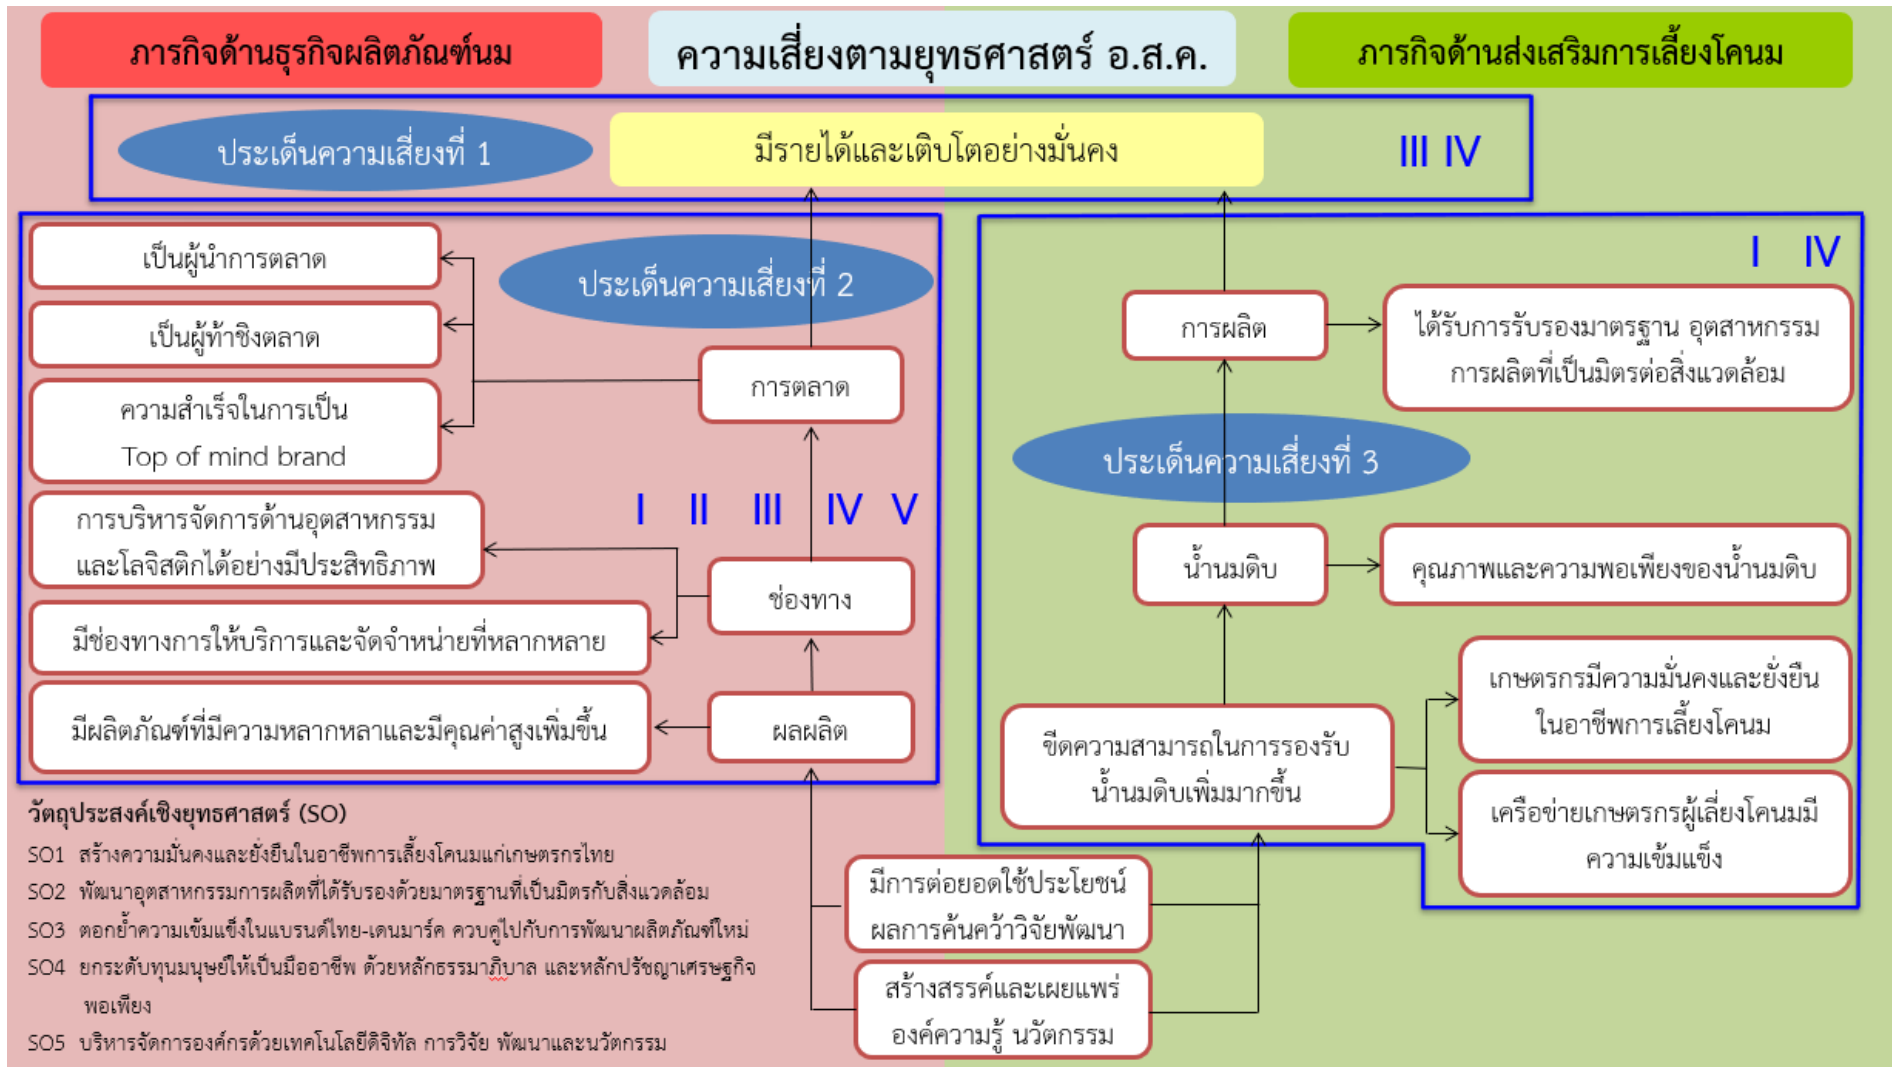 ภารกิจด้านธุรกิจผลิตภัณฑ์นม
ความเสี่ยงตามยุทธศาสตร์ อ.ส.ค.
ภารกิจด้านส่งเสริมการเลี้ยงโคนม
ประเด็นความเสี่ยงที่ 1
มีรายได้และเติบโตอย่างมั่นคง
III IV
เป็นผู้นำการตลาด
เป็นผู้ท้าชิงตลาด
ความสำเร็จในการเป็น
Top of mind brand
ประเด็นความเสี่ยงที่ 2
การตลาด
I II III IV V
การบริหารจัดการด้านอุตสาหกรรม
และโลจิสติกได้อย่างมีประสิทธิภาพ
ช่องทาง
มีช่องทางการให้บริการและจัดจำหน่ายที่หลากหลาย
มีผลิตภัณฑ์ที่มีความหลากหลาและมีคุณค่าสูงเพิ่มขึ้น
ผลผลิต
I IV
การผลิต
ได้รับการรับรองมาตรฐาน อุตสาหกรรม
การผลิตที่เป็นมิตรต่อสิ่งแวดล้อม
ประเด็นความเสี่ยงที่ 3
น้ำนมดิบ
คุณภาพและความพอเพียงของน้ำนมดิบ
ขีดความสามารถในการรองรับ
น้ำนมดิบเพิ่มมากขึ้น
เกษตรกรมีความมั่นคงและยั่งยืน
ในอาชีพการเลี้ยงโคนม
เครือข่ายเกษตรกรผู้เลี่ยงโคนมมี
ความเข้มแข็ง
วัตถุประสงค์เชิงยุทธศาสตร์ (SO)
SO1 สร้างความมั่นคงและยั่งยืนในอาชีพการเลี้ยงโคนมแก่เกษตรกรไทย
SO2 พัฒนาอุตสาหกรรมการผลิตที่ได้รับรองด้วยมาตรฐานที่เป็นมิตรกับสิ่งแวดล้อม
SO3 ตอกย้ำความเข้มแข็งในแบรนด์ไทย-เดนมาร์ค ควบคู่ไปกับการพัฒนาผลิตภัณฑ์ใหม่
SO4 ยกระดับทุนมนุษย์ให้เป็นมืออาชีพ ด้วยหลักธรรมาภิบาล และหลักปรัชญาเศรษฐกิจ
พอเพียง
SO5 บริหารจัดการองค์กรด้วยเทคโนโลยีดิจิทัล การวิจัย พัฒนาและนวัตกรรม
มีการต่อยอดใช้ประโยชน์
ผลการค้นคว้าวิจัยพัฒนา
สร้างสรรค์และเผยแพร่
องค์ความรู้ นวัตกรรม